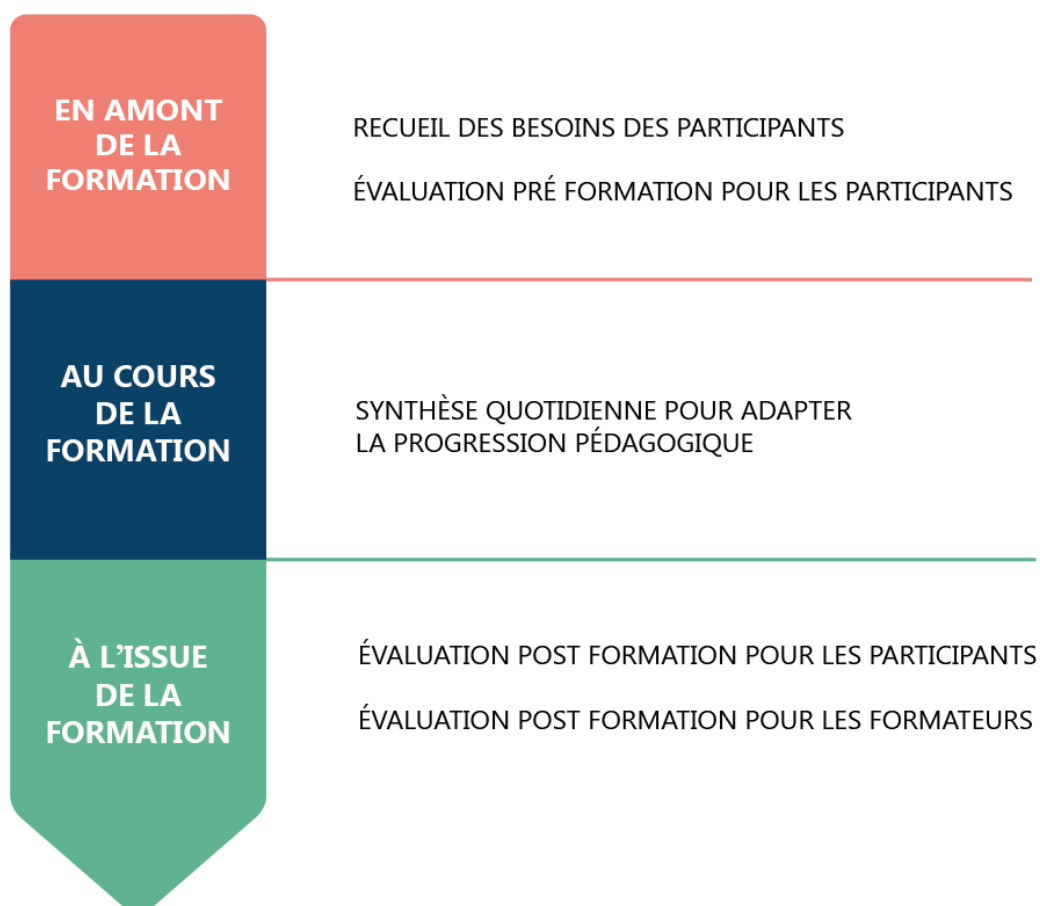 EN AMONT
DE LA
FORMATION
RECUEIL DES BESOINS DES PARTICIPANTS
ÉVALUATION PRÉ FORMATION POUR LES PARTICIPANTS
AU COURS
DE LA
FORMATION
SYNTHÈSE QUOTIDIENNE POUR ADAPTER
LA PROGRESSION PÉDAGOGIQUE
À L’ISSUE
DE LA
FORMATION
ÉVALUATION POST FORMATION POUR LES PARTICIPANTS
ÉVALUATION POST FORMATION POUR LES FORMATEURS